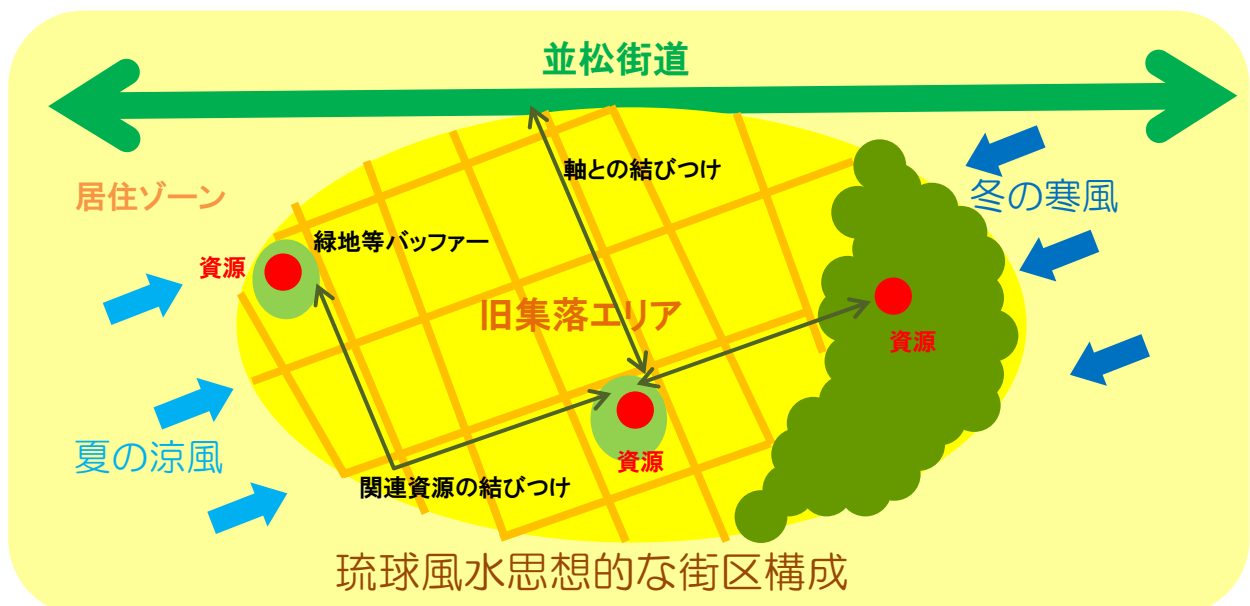 並松街道
軸との結びつけ
居住ゾーン
冬の寒風
緑地等バッファー
資源
旧集落エリア
資源
夏の涼風
資源
関連資源の結びつけ
琉球風水思想的な街区構成